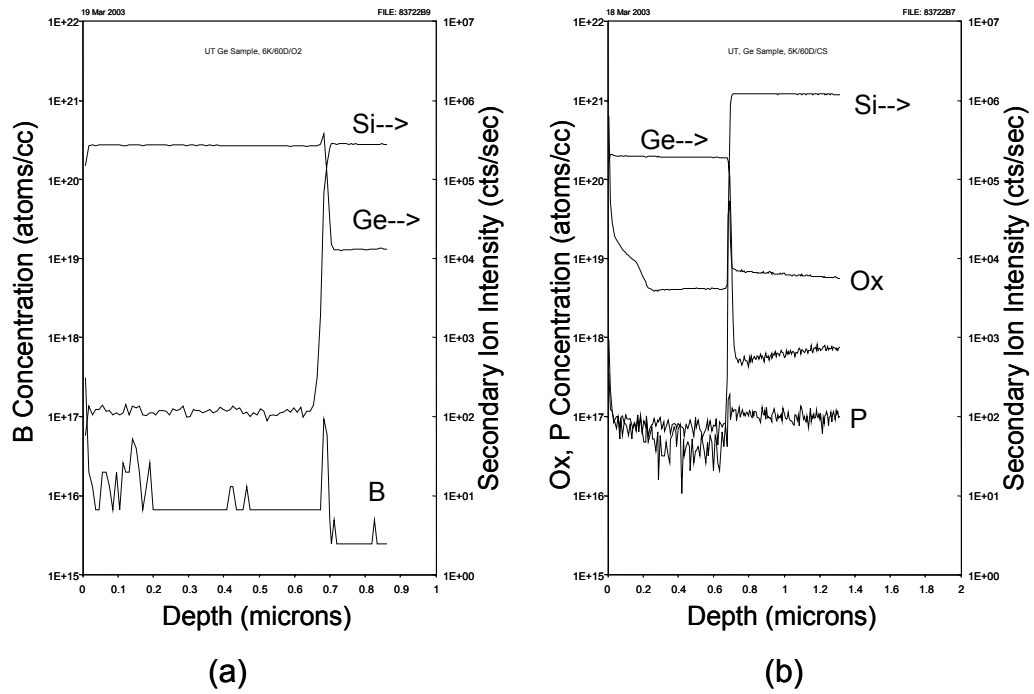 19 Mar 2003 FILE: 83722B9
UT Ge Sample, 6K/60D/O2
B Concentration (atoms/cc)
1E+22
1E+21
1E+20
1E+19
1E+18
1E+17
1E+16
1E+15
Si-->
Ge-->
B
1E+07
1E+06
1E+05
1E+04
1E+03
1E+02
1E+01
1E+00
Secondary Ion Intensity (cts/sec)
0 0.1 0.2 0.3 0.4 0.5 0.6 0.7 0.8 0.9 1
Depth (microns)
(a)
18 Mar 2003 FILE: 83722B7
UT, Ge Sample, 5K/60D/CS
Ox, P Concentration (atoms/cc)
1E+22
1E+21
1E+20
1E+19
1E+18
1E+17
1E+16
1E+15
Si-->
Ge-->
Ox
P
1E+07
1E+06
1E+05
1E+04
1E+03
1E+02
1E+01
1E+00
Secondary Ion Intensity (cts/sec)
0 0.2 0.4 0.6 0.8 1 1.2 1.4 1.6 1.8 2
Depth (microns)
(b)